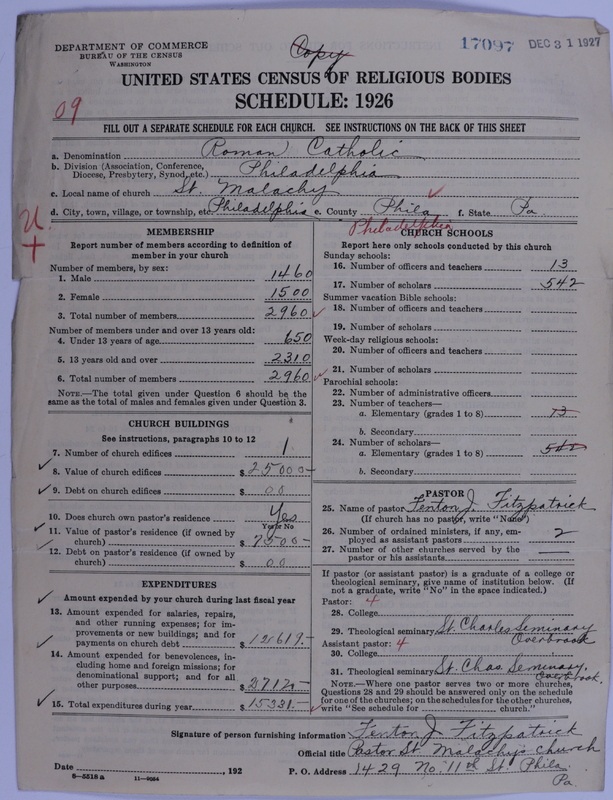 DEPARTMENT OF COMMERCE
BUREAU OF THE CENSUS
WASHINGTON
Copy
17097 DEC 31 1927
UNITED STATES CENSUS OF RELIGIOUS BODIES
SCHEDULE: 1926
09
FILL OUT A SEPARATE SCHEDULE FOR EACH CHURCH. SEE INSTRUCTIONS ON THE BACK OF THIS SHEET
a. Denomination Roman Catholic
b. Division (Association, Conference, Diocese, Presbytery, Synod, etc.) Philadelphia
c. Local name of church St. Malachy
d. City, town, village, or township, etc. Philadelphia e. County Phila f. State Pa.
Philadelphia
U
+
MEMBERSHIP
Report number of members according to definition of
member in your church
Number of members, by sex:
1. Male 1460
2. Female 1500
3. Total number of members 2960
Number of members under and over 13 years old:
4. Under 13 years of age 650
5. 13 years old and over 2310
6. Total number of members 2960
NOTE.—The total given under Question 6 should be
the same as the total of males and females given under Question 3.
CHURCH BUILDINGS
See instructions, paragraphs 10 to 12
7. Number of church edifices 1
8. Value of church edifices $ 25000-
9. Debt on church edifices $ 00
10. Does church own pastor's residence Yes
Yes or No
11. Value of pastor's residence (if owned by
church) $ 7500-
12. Debt on pastor's residence (if owned by
church) $ 00
EXPENDITURES
Amount expended by your church during last fiscal year
13. Amount expended for salaries, repairs,
and other running expenses; for im-
provements or new buildings; and for
payments on church debt $ 12619.-
14. Amount expended for benevolences, in-
cluding home and foreign missions; for
denominational support; and for all
other purposes $ 2712.-
15. Total expenditures during year $ 15331.-
CHURCH SCHOOLS
Report here only schools conducted by this church
Sunday schools:
16. Number of officers and teachers 13
17. Number of scholars 542
Summer vacation Bible schools:
18. Number of officers and teachers
19. Number of scholars
Week-day religious schools:
20. Number of officers and teachers
21. Number of scholars
Parochial schools:
22. Number of administrative officers
23. Number of teachers—
a. Elementary (grades 1 to 8) 13
b. Secondary
24. Number of scholars—
a. Elementary (grades 1 to 8) 542
b. Secondary
PASTOR
25. Name of pastor Fenton J. Fitzpatrick
(If church has no pastor, write "None")
26. Number of ordained ministers, if any, em-
ployed as assistant pastors 2
27. Number of other churches served by the
pastor or his assistants
If pastor (or assistant pastor) is a graduate of a college or
theological seminary, give name of institution below. (If
not a graduate, write "No" in the space indicated.)
Pastor: 4
28. College
29. Theological seminary St. Charles Seminary
Overbrook
Assistant pastor: 4
30. College
31. Theological seminary St. Chas. Seminary.
Overbrook.
NOTE.—Where one pastor serves two or more churches,
Questions 28 and 29 should be answered only on the schedule
for one of the churches; on the schedules for the other churches,
write "See schedule for church."
Signature of person furnishing information Fenton J Fitzpatrick
Official title Pastor St Malachy's Church
Date , 192 P. O. Address 1429 No. 11th St. Phila.
Pa.
6—5518 a 11—9564